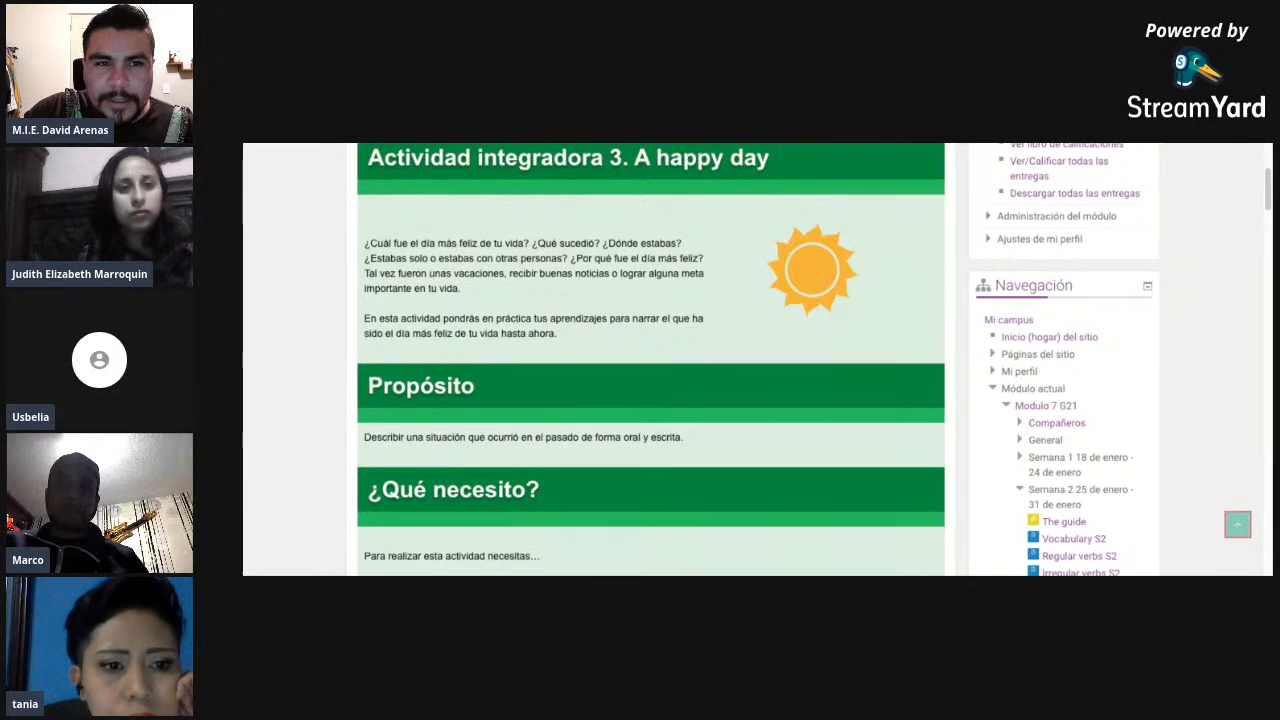 Powered by
StreamYard
M.I.E. David Arenas
Judith Elizabeth Marroquin
Usbelia
Marco
tania
Actividad integradora 3. A happy day
¿Cuál fue el día más feliz de tu vida? ¿Qué sucedió? ¿Dónde estabas?
¿Estabas solo o estabas con otras personas? ¿Por qué fue el día más feliz?
Tal vez fueron unas vacaciones, recibir buenas noticias o lograr alguna meta
importante en tu vida.
En esta actividad pondrás en práctica tus aprendizajes para narrar el que ha
sido el día más feliz de tu vida hasta ahora.
Propósito
Describir una situación que ocurrió en el pasado de forma oral y escrita.
¿Qué necesito?
Para realizar esta actividad necesitas...
Ver libro de calificaciones
Ver/Calificar todas las
entregas
Descargar todas las entregas
Administración del módulo
Ajustes de mi perfil
Navegación
Mi campus
Inicio (hogar) del sitio
Páginas del sitio
Mi perfil
Módulo actual
Modulo 7 G21
Compañeros
General
Semana 1 18 de enero -
24 de enero
Semana 2 25 de enero -
31 de enero
The guide
Vocabulary S2
Regular verbs S2
Irregular verbs S2